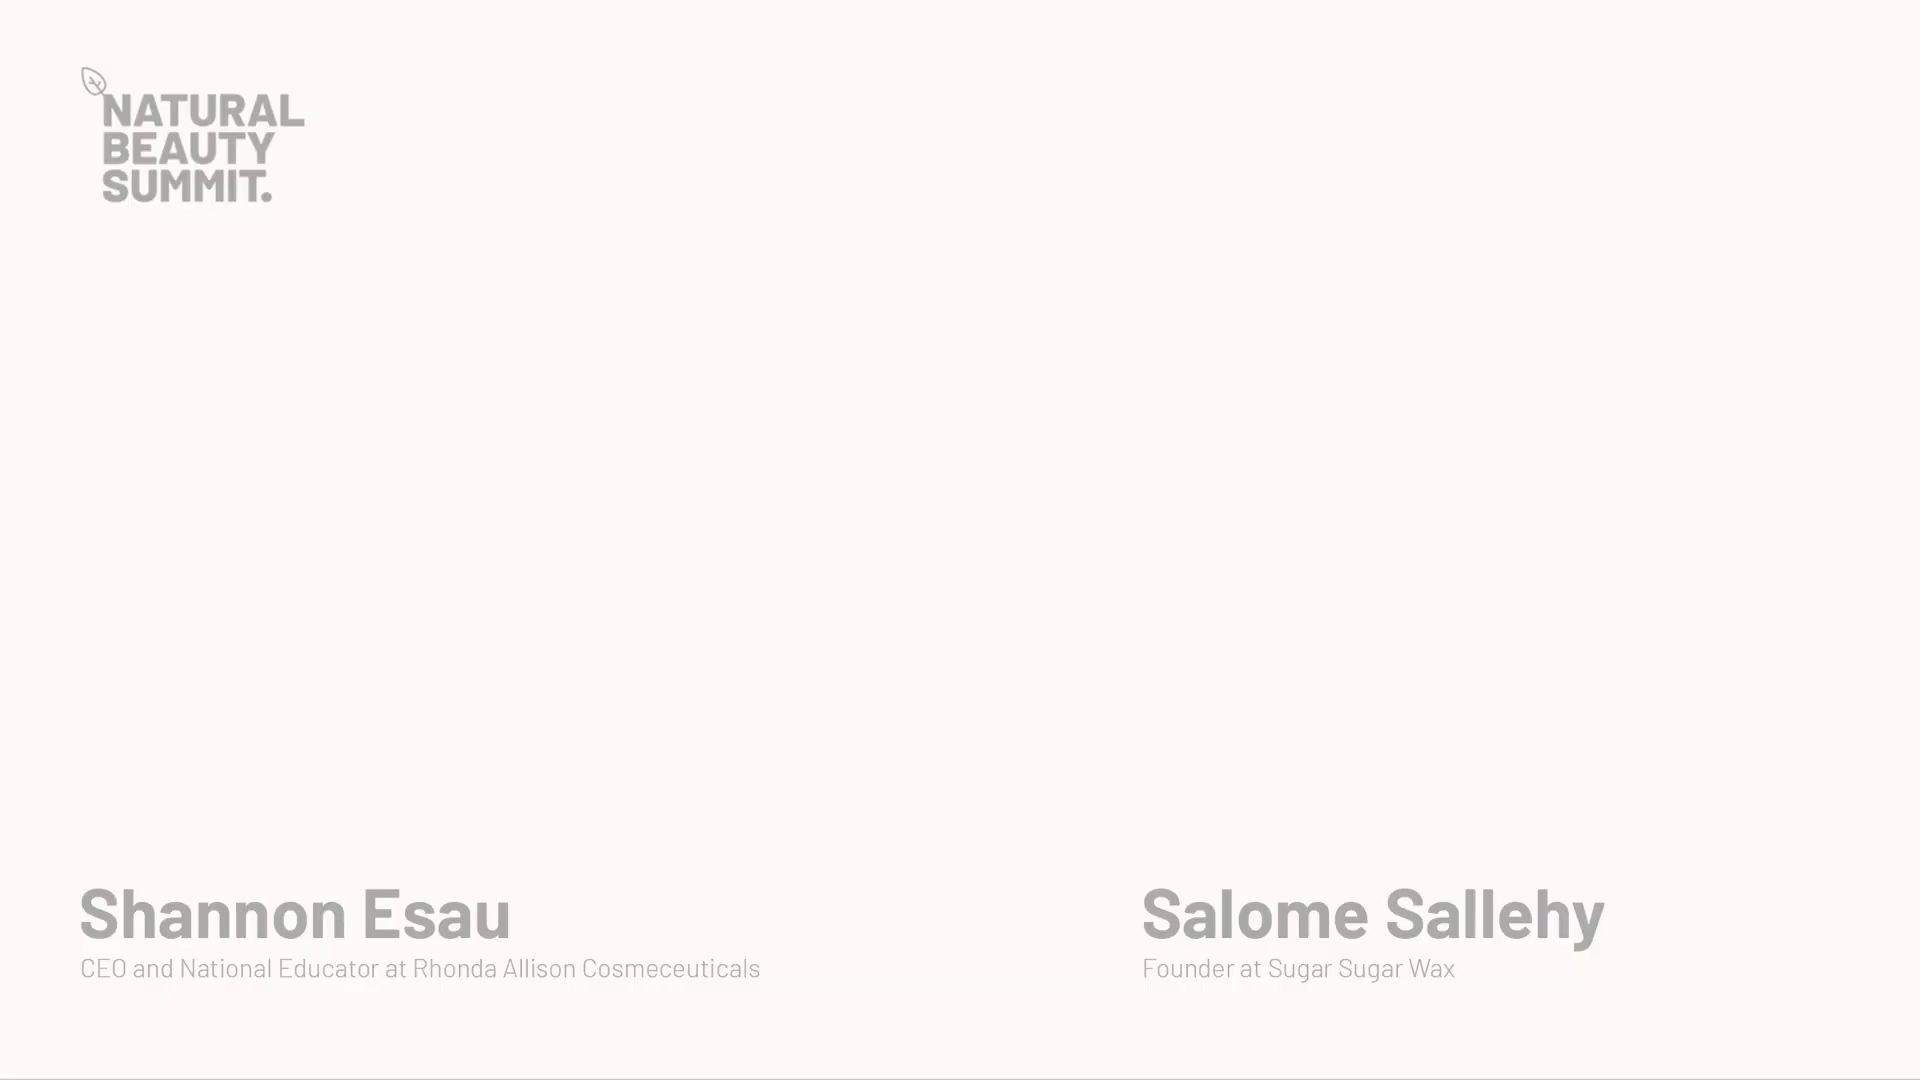 NATURAL
BEAUTY
SUMMIT.
Shannon Esau
CEO and National Educator at Rhonda Allison Cosmeceuticals
Salome Sallehy
Founder at Sugar Sugar Wax